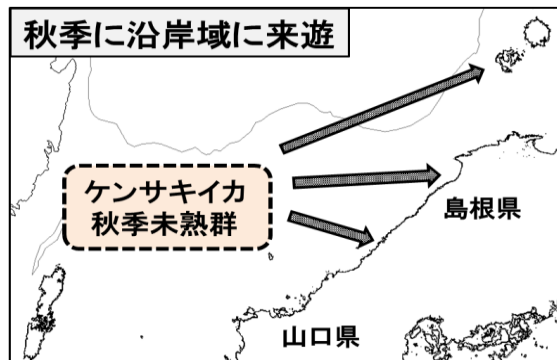 秋季に沿岸域に来遊
ケンサキイカ
秋季未熟群
島根県
山口県